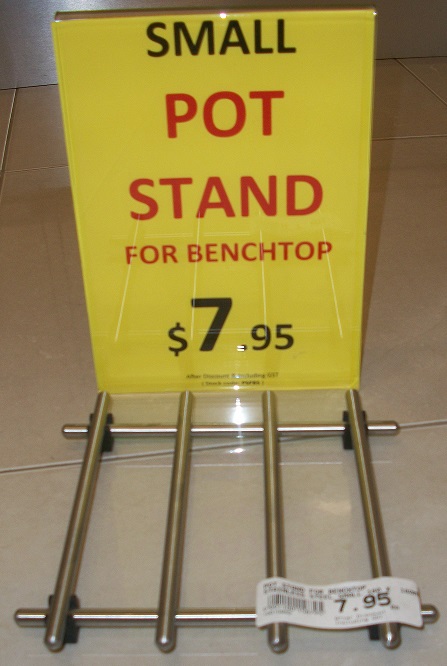 SMALL
POT
STAND
FOR BENCHTOP
$7.95
After Discount & Including GST
POT STAND FOR BENCHTOP
7.95